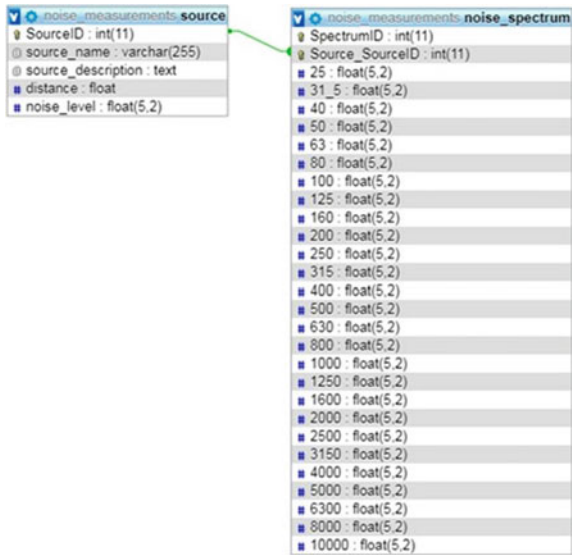 noise_measurements source
SourceID : int(11)
source_name : varchar(255)
source_description : text
distance : float
noise_level : float(5,2)
noise_measurements noise_spectrum
SpectrumID : int(11)
Source_SourceID : int(11)
25 : float(5,2)
31_5 : float(5,2)
40 : float(5,2)
50 : float(5,2)
63 : float(5,2)
80 : float(5,2)
100 : float(5,2)
125 : float(5,2)
160 : float(5,2)
200 : float(5,2)
250 : float(5,2)
315 : float(5,2)
400 : float(5,2)
500 : float(5,2)
630 : float(5,2)
800 : float(5,2)
1000 : float(5,2)
1250 : float(5,2)
1600 : float(5,2)
2000 : float(5,2)
2500 : float(5,2)
3150 : float(5,2)
4000 : float(5,2)
5000 : float(5,2)
6300 : float(5,2)
8000 : float(5,2)
10000 : float(5,2)